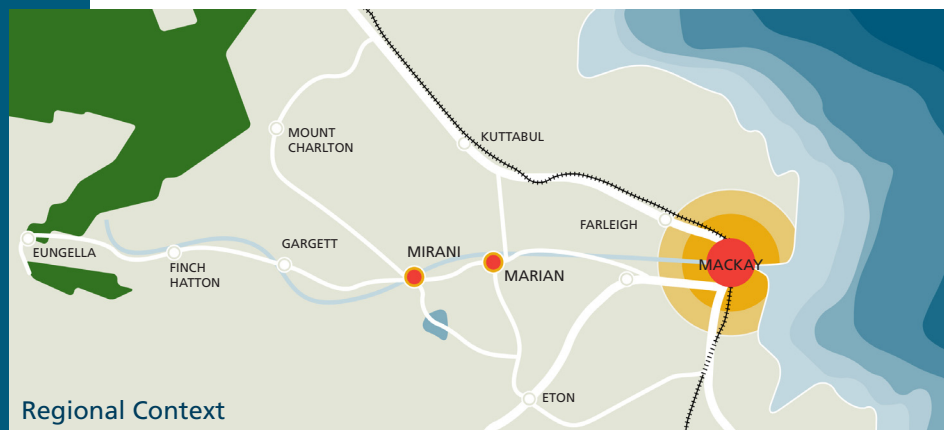 MOUNT
CHARLTON
KUTTABUL
FARLEIGH
EUNGELLA
FINCH
HATTON
GARGETT
MIRANI
MARIAN
MACKAY
ETON
Regional Context